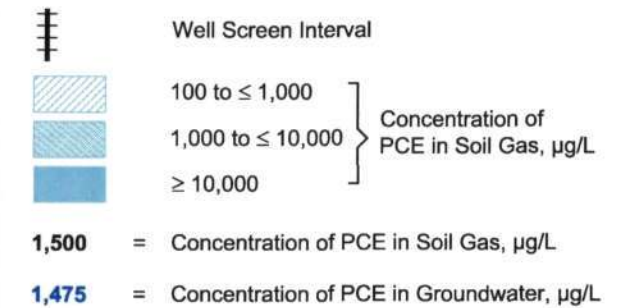 Well Screen Interval
100 to ≤ 1,000
1,000 to ≤ 10,000
≥ 10,000
Concentration of
PCE in Soil Gas, µg/L
1,500 = Concentration of PCE in Soil Gas, µg/L
1,475 = Concentration of PCE in Groundwater, µg/L